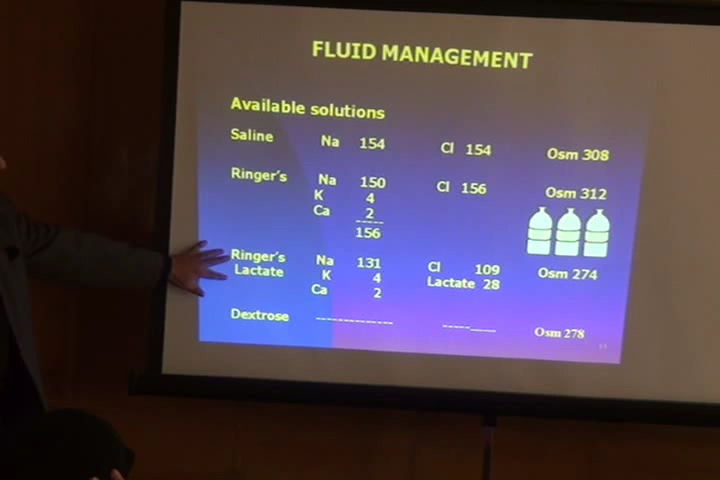 FLUID MANAGEMENT
Available solutions
Saline Na 154 Cl 154 Osm 308
Ringer's Na 150 Cl 156 Osm 312
K 4
Ca 2
-----
156
Ringer's Na 131 Cl 109 Osm 274
Lactate K 4 Lactate 28
Ca 2
Dextrose -------------- -----____ Osm 278